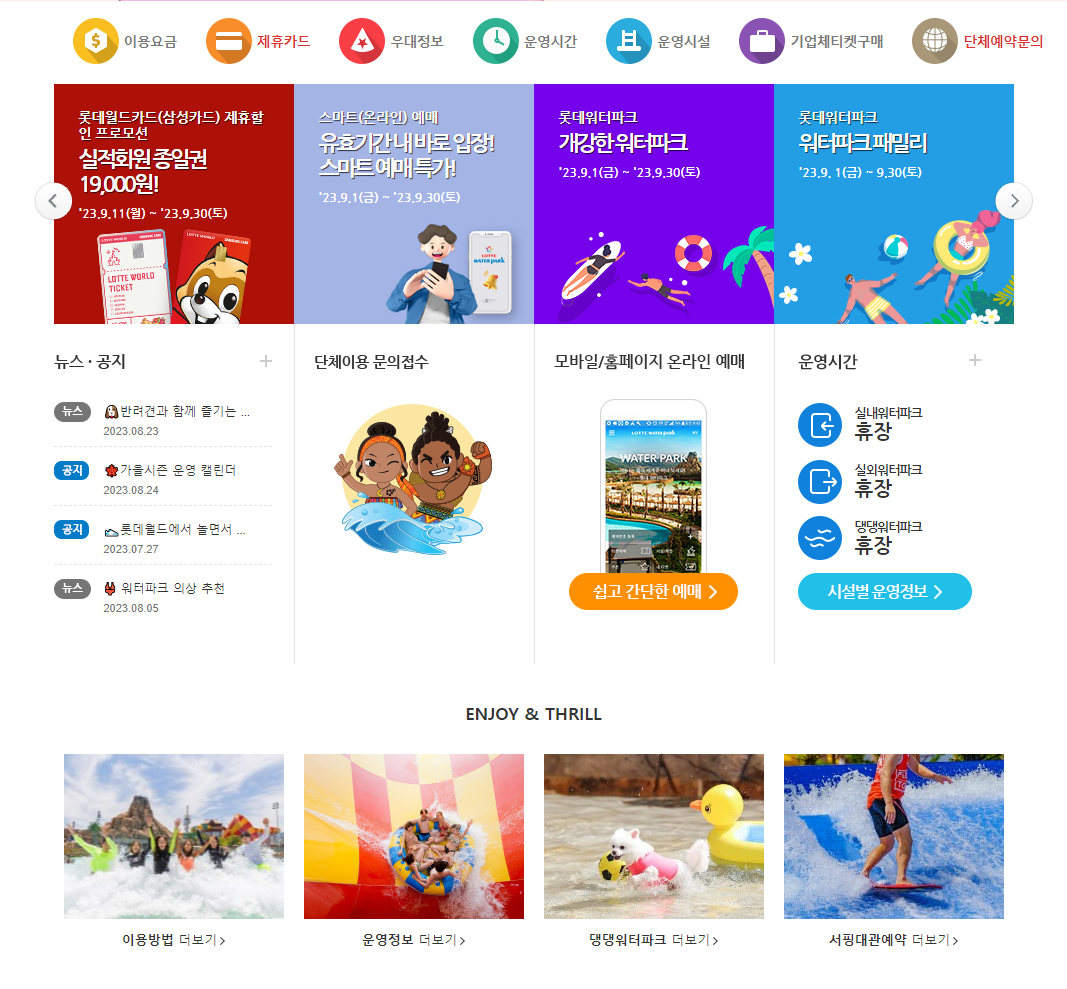 이용요금
제휴카드
우대정보
운영시간
운영시설
기업체티켓구매
단체예약문의
롯데월드카드(삼성카드) 제휴할
인 프로모션
실적회원 종일권
19,000원!
'23.9.11(월) ~ '23.9.30(토)
LOTTE WORLD
LOTTE WORLD
TICKET
LOTTE WORLD
스마트(온라인) 예매
유효기간 내 바로 입장!
스마트 예매 특가!
'23.9.1(금) ~ '23.9.30(토)
LOTTE
WATER park
롯데워터파크
개강한 워터파크
'23.9.1(금) ~ '23.9.30(토)
롯데워터파크
워터파크 패밀리
'23.9. 1(금) ~ 9.30(토)
뉴스 · 공지
뉴스 반려견과 함께 즐기는 ...
2023.08.23
공지 가을시즌 운영 캘린더
2023.08.24
공지 롯데월드에서 놀면서 ...
2023.07.27
뉴스 워터파크 의상 추천
2023.08.05
단체이용 문의접수
모바일/홈페이지 온라인 예매
LOTTE WATER park
WATER PARK
쉽고 간단한 예매
운영시간
실내워터파크
휴장
실외워터파크
휴장
댕댕워터파크
휴장
시설별 운영정보
ENJOY & THRILL
이용방법 더보기
운영정보 더보기
댕댕워터파크 더보기
서핑대관예약 더보기